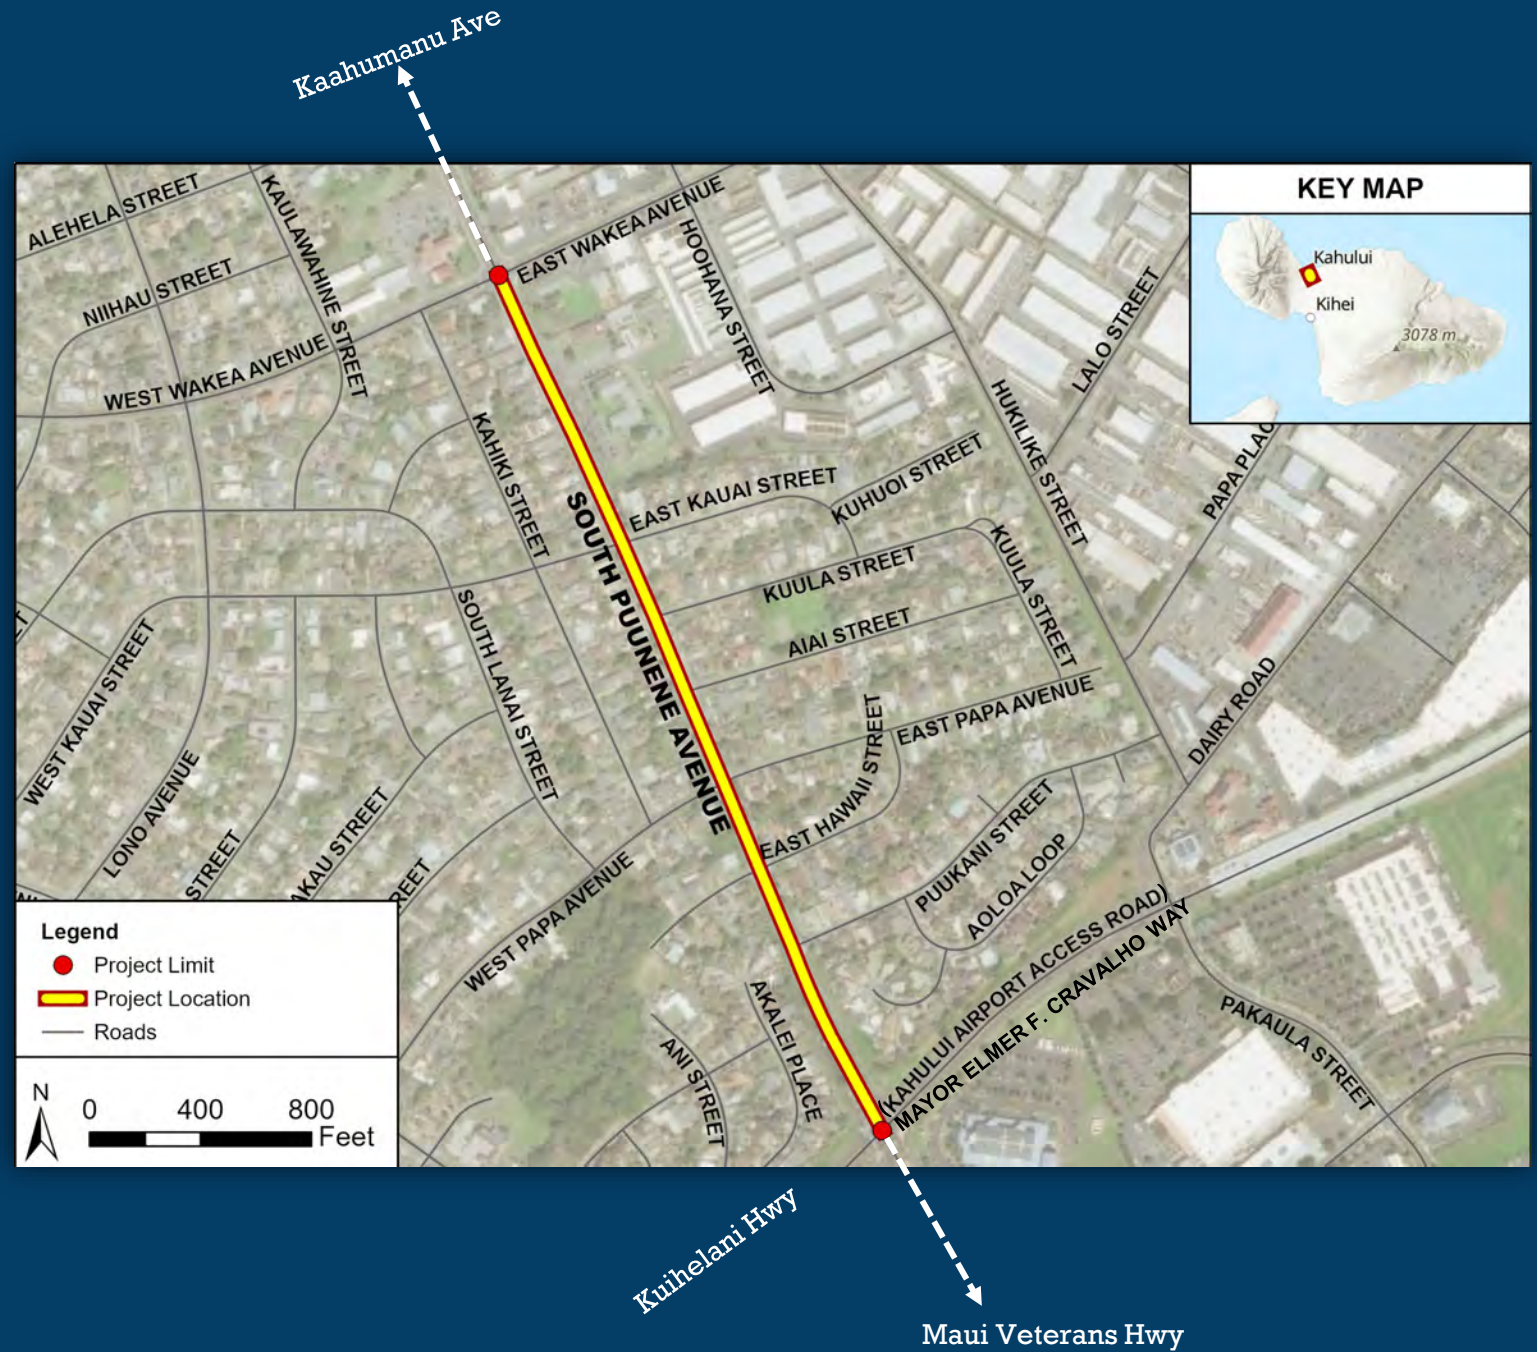 Kaahumanu Ave
KEY MAP
Kahului
Kihei
3078 m
ALEHELA STREET
KAULAWAHINE STREET
EAST WAKEA AVENUE
NIIHAU STREET
HOOHANA STREET
LALO STREET
WEST WAKEA AVENUE
HUKILIKE STREET
KAHIKI STREET
PAPA PLAC
EAST KAUAI STREET
KUHUOI STREET
SOUTH PUUNENE AVENUE
KUULA STREET
KUULA STREET
AIAI STREET
SOUTH LANAI STREET
WEST KAUAI STREET
EAST PAPA AVENUE
DAIRY ROAD
EAST HAWAII STREET
LONO AVENUE
STREET
AKAU STREET
REET
PUUKANI STREET
AOLOA LOOP
WEST PAPA AVENUE
(KAHULUI AIRPORT ACCESS ROAD)
MAYOR ELMER F. CRAVALHO WAY
AKALEI PLACE
ANI STREET
PAKAULA STREET
Legend
Project Limit
Project Location
Roads
N
0 400 800
Feet
Kuihelani Hwy
Maui Veterans Hwy